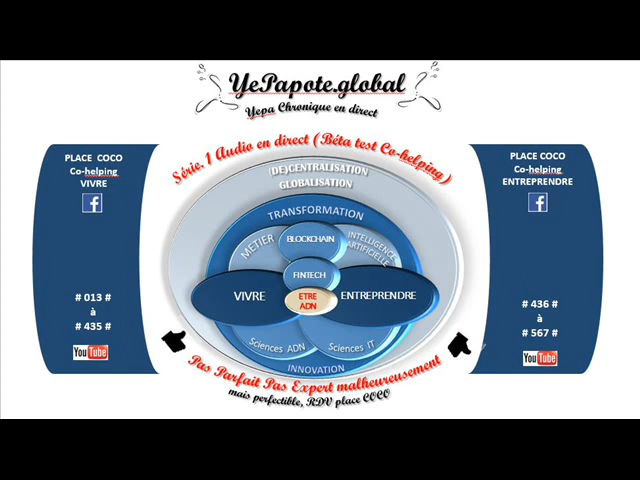 YePapote.global
Yepa Chronique en direct
Série, 1 Audio en direct (Béta test Co-helping)
PLACE COCO
Co-helping
VIVRE
# 013 #
à
# 435 #
YouTube
(DE)CENTRALISATION
GLOBALISATION
TRANSFORMATION
METIER
BLOCKCHAIN
INTELLIGENCE
ARTIFICIELLE
FINTECH
VIVRE
ETRE
ADN
ENTREPRENDRE
Sciences ADN
Sciences IT
INNOVATION
PLACE COCO
Co-helping
ENTREPRENDRE
# 436 #
à
# 567 #
YouTube
Pas Parfait Pas Expert malheureusement
mais perfectible, RDV place COCO